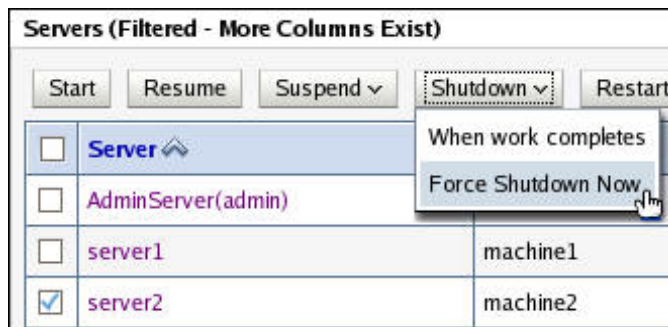 Servers (Filtered - More Columns Exist)
Start Resume Suspend Shutdown Restart
When work completes
Force Shutdown Now
Server
AdminServer(admin)
server1 machine1
server2 machine2